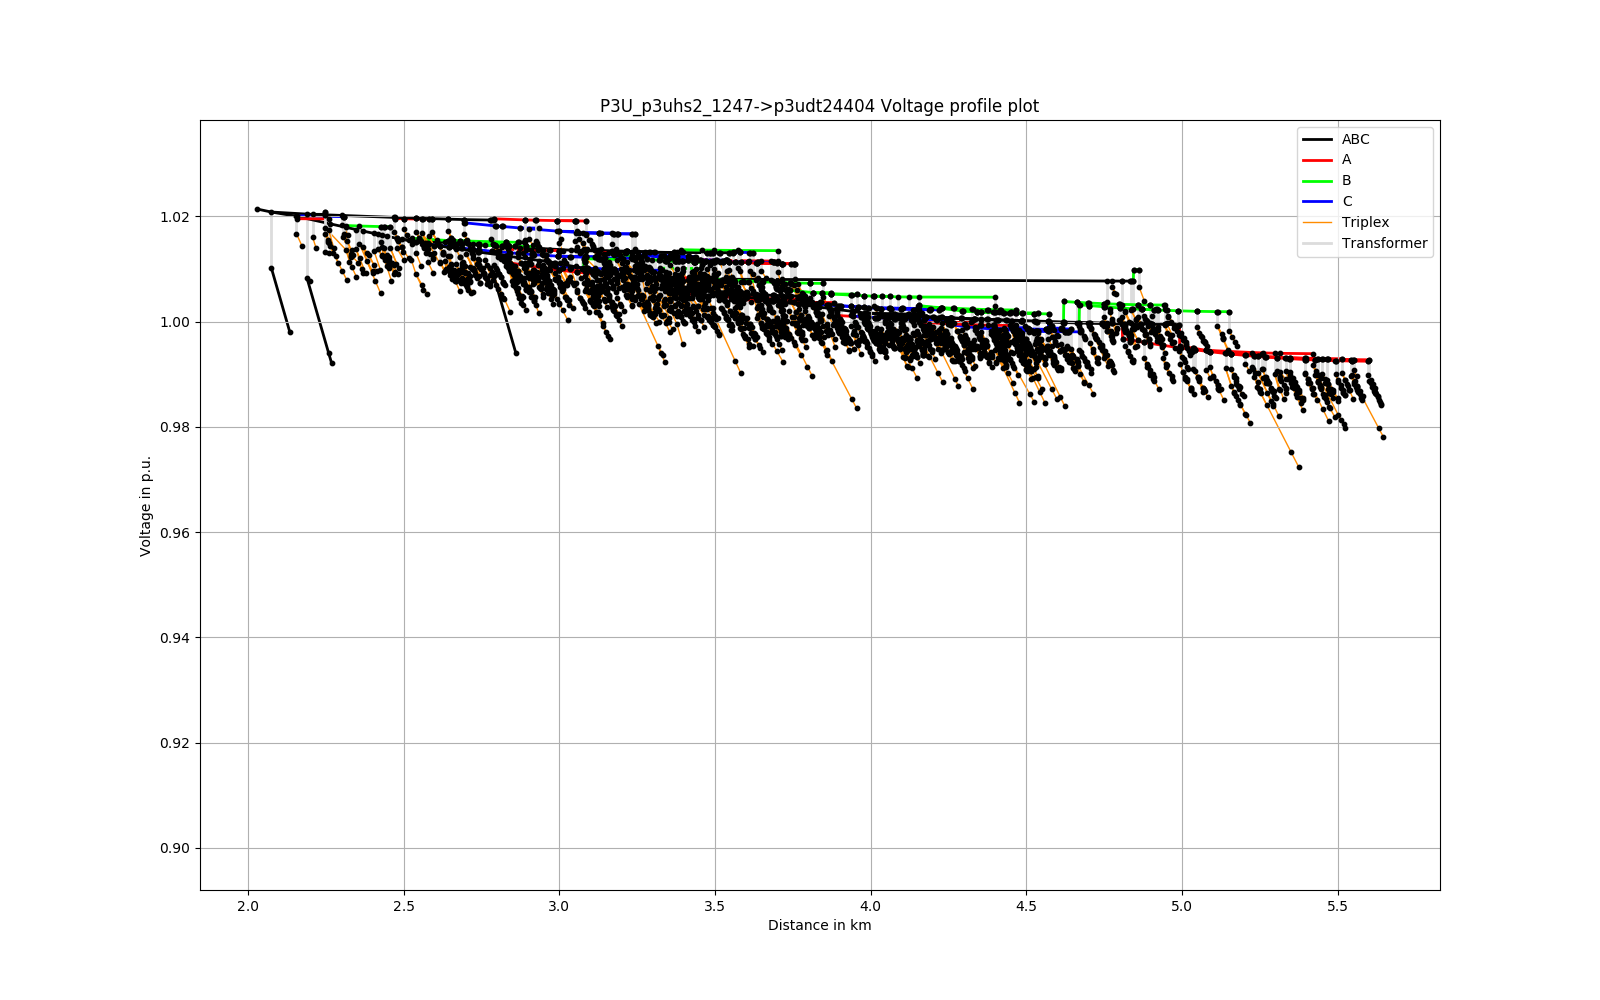 P3U_p3uhs2_1247->p3udt24404 Voltage profile plot
ABC
A
B
C
Triplex
Transformer
1.02
1.00
0.98
0.96
0.94
0.92
0.90
Voltage in p.u.
2.0 2.5 3.0 3.5 4.0 4.5 5.0 5.5
Distance in km